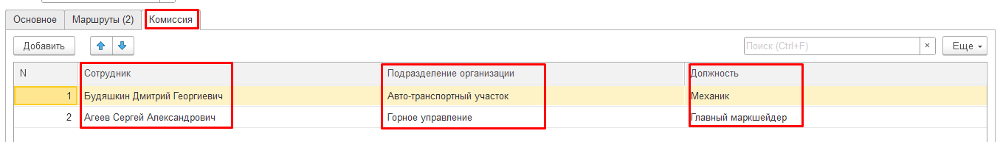 Основное Маршруты (2) Комиссия
Добавить Поиск (Ctrl+F) × Еще
N Сотрудник Подразделение организации Должность
1 Будяшкин Дмитрий Георгиевич Авто-транспортный участок Механик
2 Агеев Сергей Александрович Горное управление Главный маркшейдер